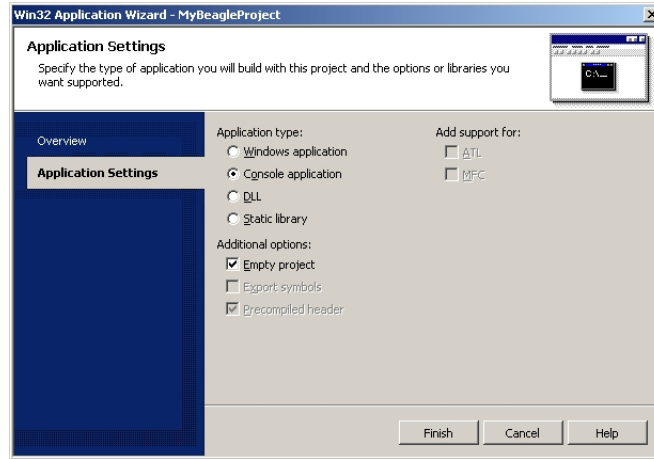 Win32 Application Wizard - MyBeagleProject
Application Settings
Specify the type of application you will build with this project and the options or libraries you
want supported.
C:\_
Overview
Application Settings
Application type:
Windows application
Console application
DLL
Static library
Additional options:
Empty project
Export symbols
Precompiled header
Add support for:
ATL
MFC
Finish
Cancel
Help